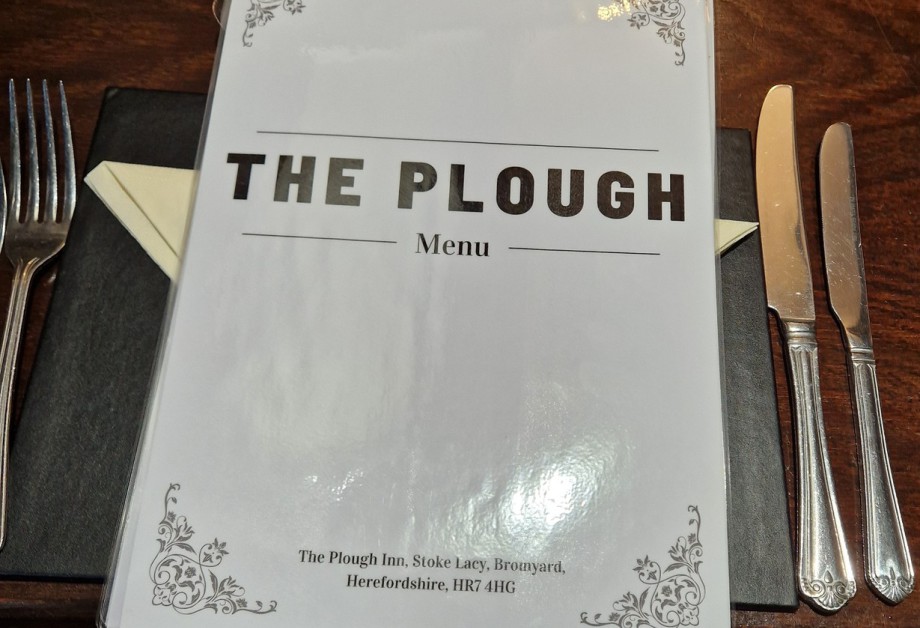 THE PLOUGH
Menu
The Plough Inn, Stoke Lacy, Bromyard,
Herefordshire, HR7 4HG